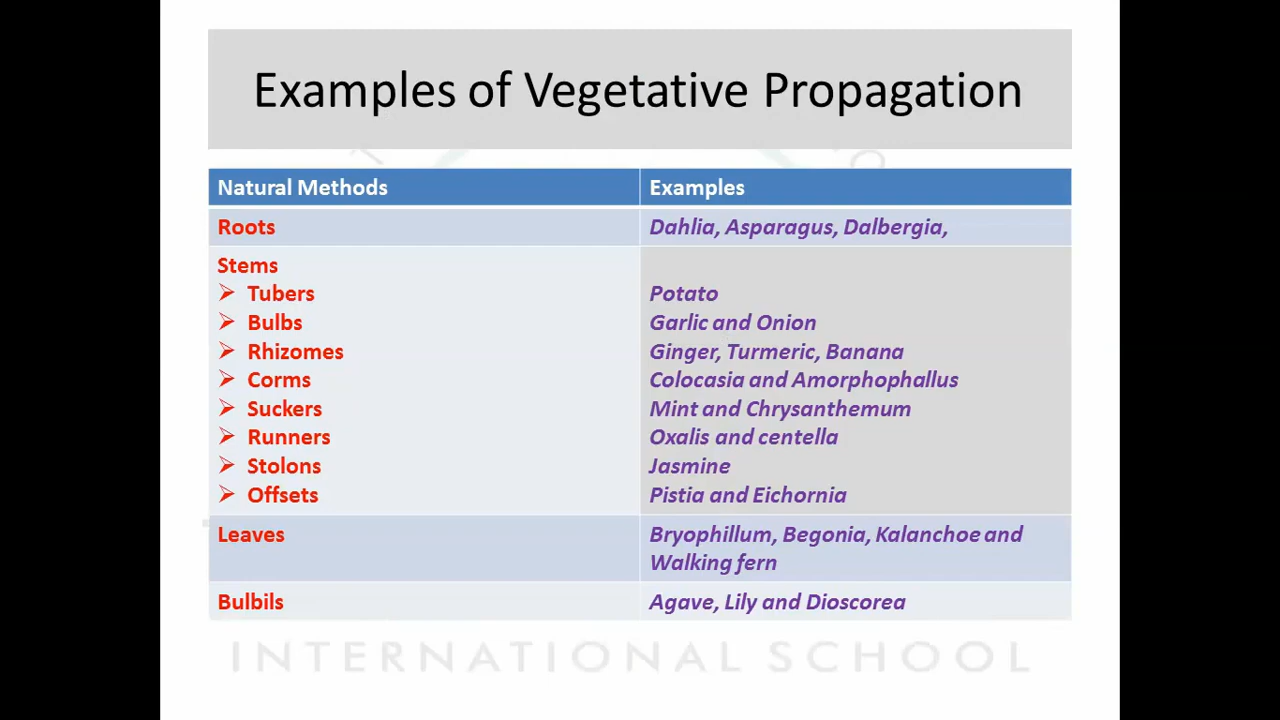 Examples of Vegetative Propagation
Natural Methods Examples
Roots Dahlia, Asparagus, Dalbergia,
Stems
➢ Tubers Potato
➢ Bulbs Garlic and Onion
➢ Rhizomes Ginger, Turmeric, Banana
➢ Corms Colocasia and Amorphophallus
➢ Suckers Mint and Chrysanthemum
➢ Runners Oxalis and centella
➢ Stolons Jasmine
➢ Offsets Pistia and Eichornia
Leaves Bryophillum, Begonia, Kalanchoe and
Walking fern
Bulbils Agave, Lily and Dioscorea
INTERNATIONAL SCHOOL